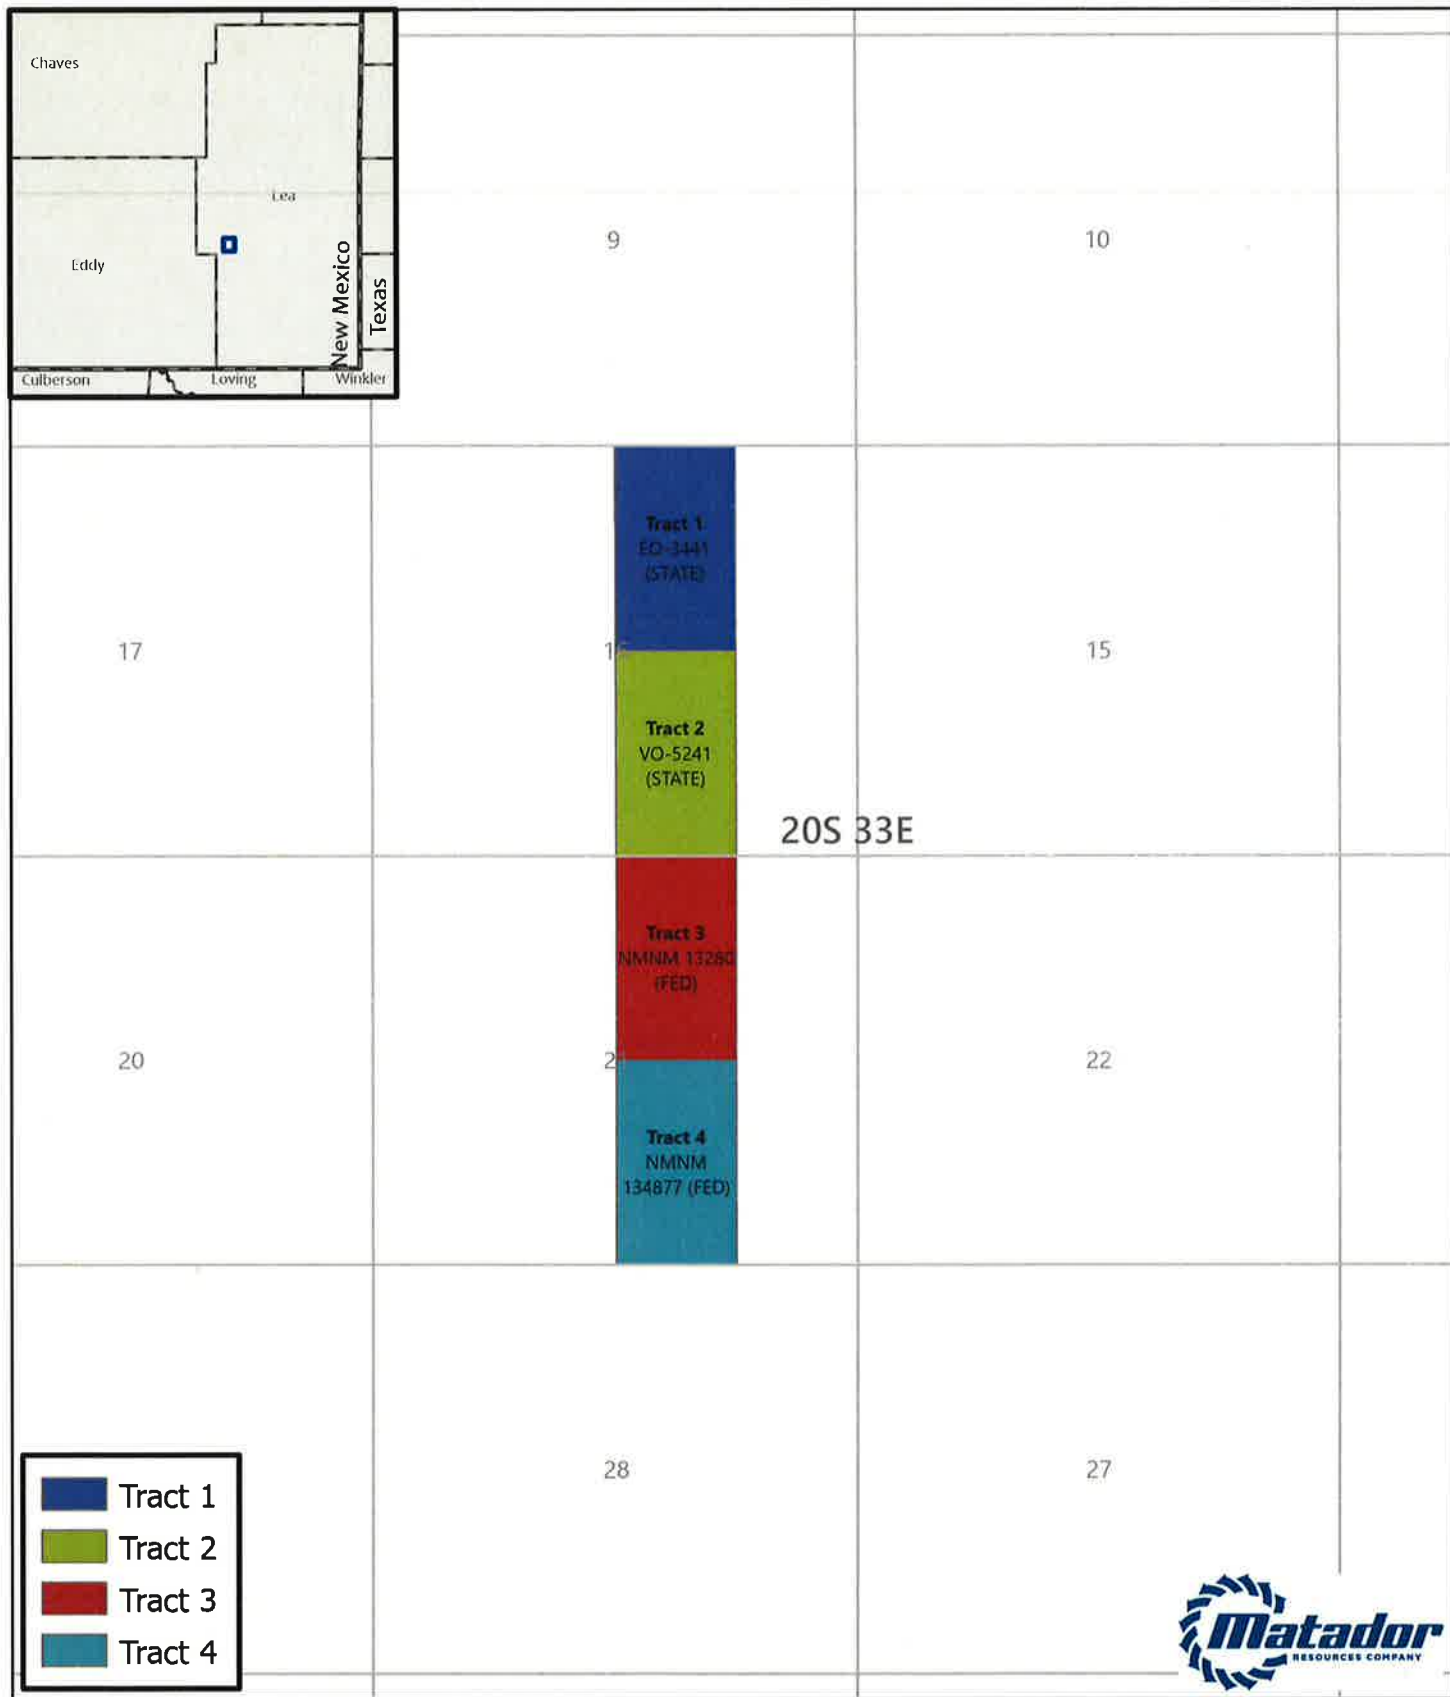 Chaves
Lea
Eddy
New Mexico
Texas
Culberson
Loving
Winkler
9
10
Tract 1
EO-3441
(STATE)
17
15
Tract 2
VO-5241
(STATE)
20S 33E
Tract 3
NMNM 13280
(FED)
20
22
Tract 4
NMNM
134877 (FED)
28
27
Tract 1
Tract 2
Tract 3
Tract 4
Matador
RESOURCES COMPANY